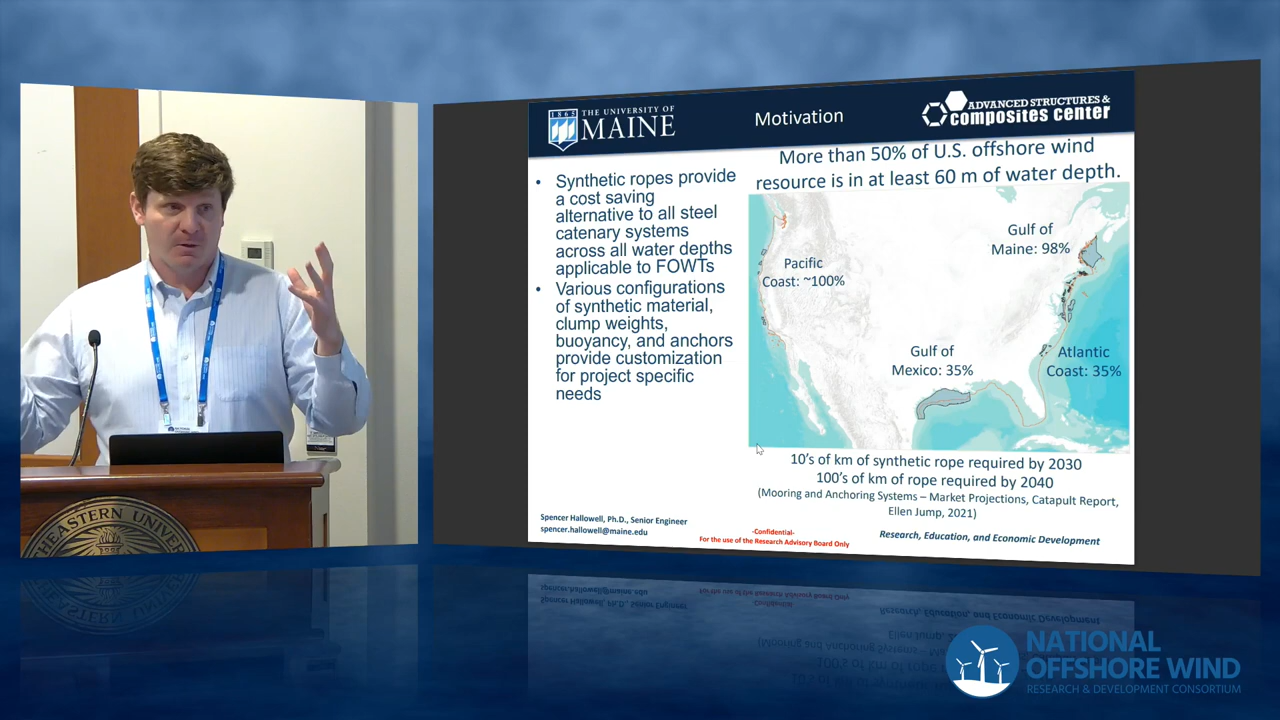 1865
THE UNIVERSITY OF
MAINE
Motivation
ADVANCED STRUCTURES &
composites center
More than 50% of U.S. offshore wind
resource is in at least 60 m of water depth.
• Synthetic ropes provide
a cost saving
alternative to all steel
catenary systems
across all water depths
applicable to FOWTs
• Various configurations
of synthetic material,
clump weights,
buoyancy, and anchors
provide customization
for project specific
needs
Gulf of
Maine: 98%
Pacific
Coast: ~100%
Gulf of
Mexico: 35%
Atlantic
Coast: 35%
10's of km of synthetic rope required by 2030
100's of km of rope required by 2040
(Mooring and Anchoring Systems – Market Projections, Catapult Report,
Ellen Jump, 2021)
Spencer Hallowell, Ph.D., Senior Engineer
spencer.hallowell@maine.edu
-Confidential-
For the use of the Research Advisory Board Only
Research, Education, and Economic Development
EASTERN UNIVER
NATIONAL
OFFSHORE WIND
RESEARCH & DEVELOPMENT CONSORTIUM